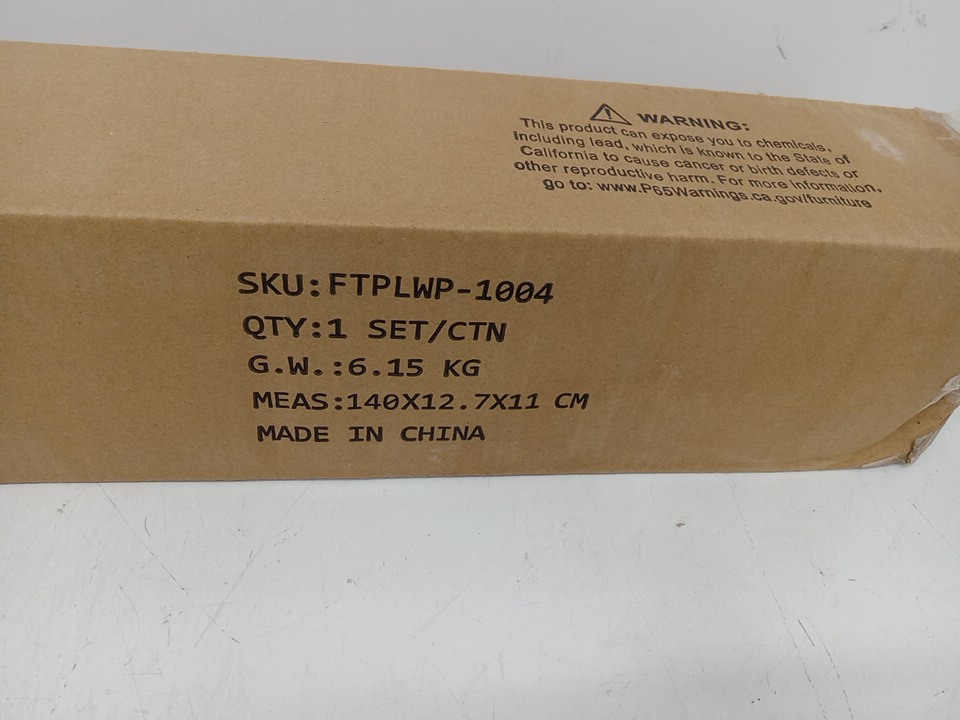 WARNING:
This product can expose you to chemicals,
including lead, which is known to the State of
California to cause cancer or birth defects or
other reproductive harm. For more information,
go to: www.P65Warnings.ca.gov/furniture
SKU:FTPLWP-1004
QTY:1 SET/CTN
G.W.:6.15 KG
MEAS:140X12.7X11 CM
MADE IN CHINA